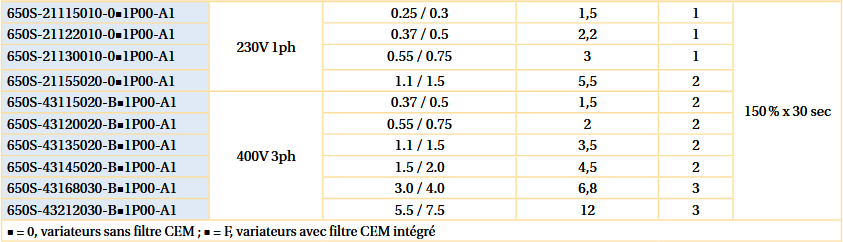 650S-21115010-0■1P00-A1 230V 1ph 0.25 / 0.3 1,5 1 150 % x 30 sec
650S-21122010-0■1P00-A1 0.37 / 0.5 2,2 1
650S-21130010-0■1P00-A1 0.55 / 0.75 3 1
650S-21155020-0■1P00-A1 1.1 / 1.5 5,5 2
650S-43115020-B■1P00-A1 400V 3ph 0.37 / 0.5 1,5 2
650S-43120020-B■1P00-A1 0.55 / 0.75 2 2
650S-43135020-B■1P00-A1 1.1 / 1.5 3,5 2
650S-43145020-B■1P00-A1 1.5 / 2.0 4,5 2
650S-43168030-B■1P00-A1 3.0 / 4.0 6,8 3
650S-43212030-B■1P00-A1 5.5 / 7.5 12 3
■ = 0, variateurs sans filtre CEM ; ■ = F, variateurs avec filtre CEM intégré